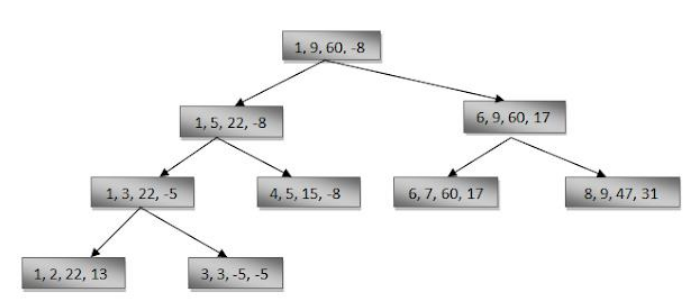 1, 9, 60, -8
1, 5, 22, -8
6, 9, 60, 17
1, 3, 22, -5
4, 5, 15, -8
6, 7, 60, 17
8, 9, 47, 31
1, 2, 22, 13
3, 3, -5, -5